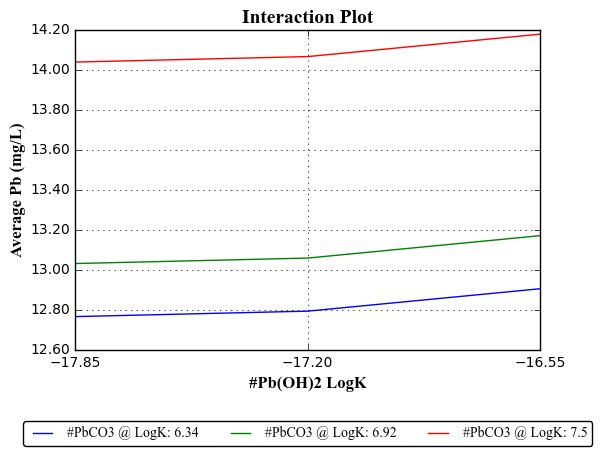 Interaction Plot
14.20
14.00
13.80
13.60
13.40
13.20
13.00
12.80
12.60
Average Pb (mg/L)
−17.85
−17.20
−16.55
#Pb(OH)2 LogK
#PbCO3 @ LogK: 6.34
#PbCO3 @ LogK: 6.92
#PbCO3 @ LogK: 7.5